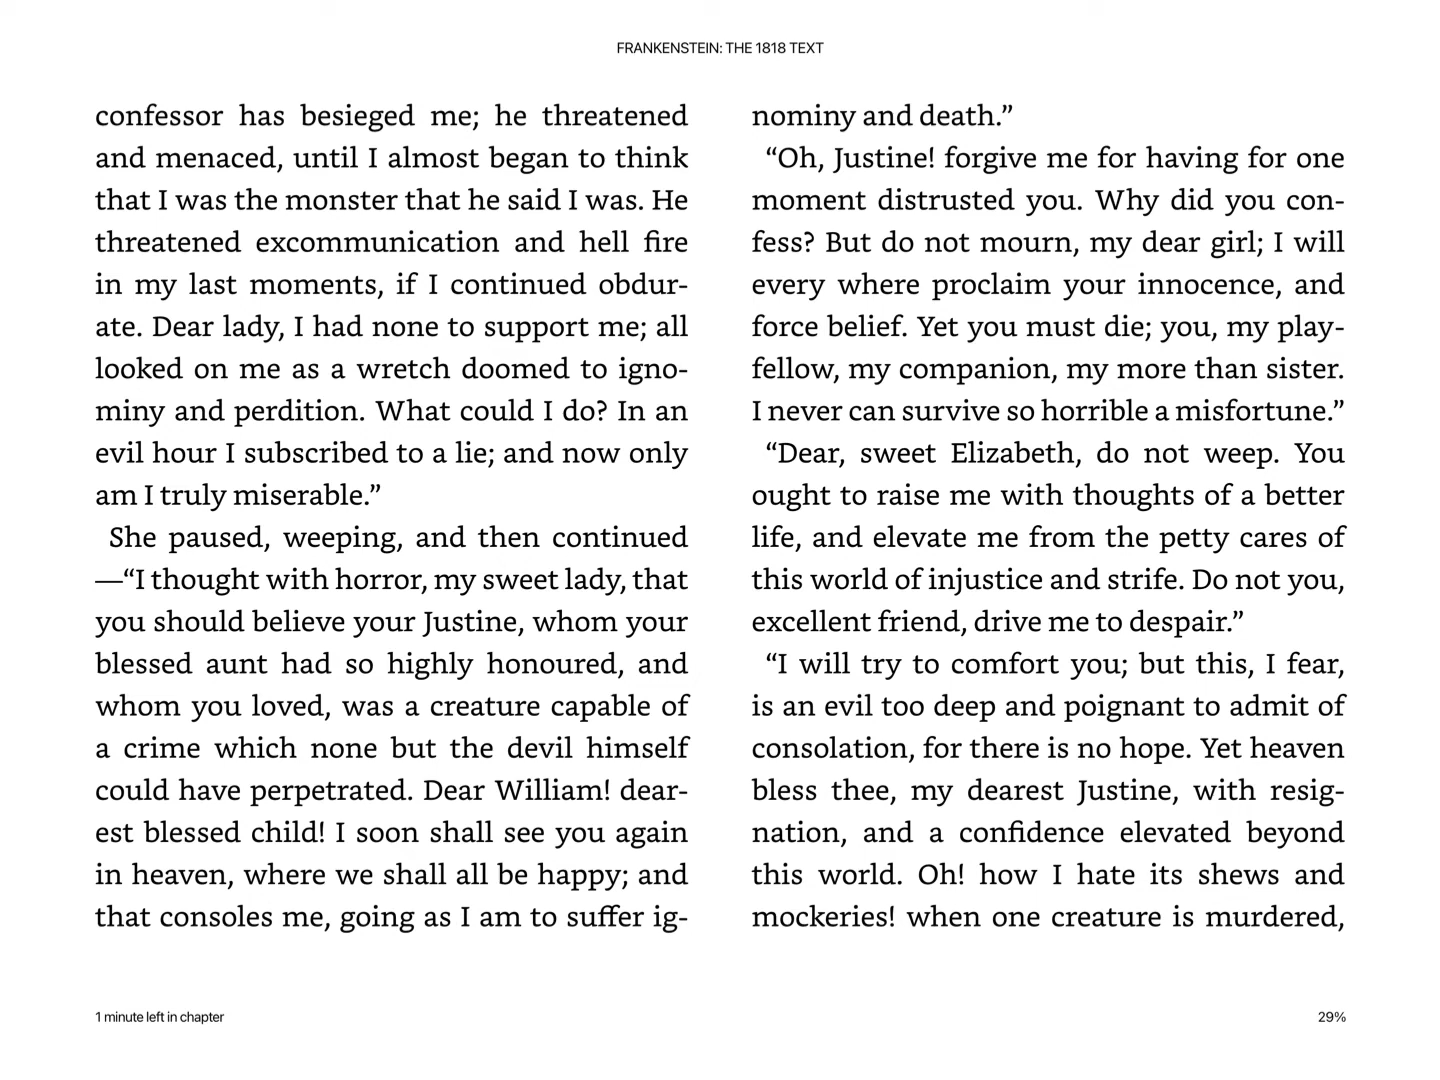 FRANKENSTEIN: THE 1818 TEXT
confessor has besieged me; he threatened
and menaced, until I almost began to think
that I was the monster that he said I was. He
threatened excommunication and hell fire
in my last moments, if I continued obdur-
ate. Dear lady, I had none to support me; all
looked on me as a wretch doomed to igno-
miny and perdition. What could I do? In an
evil hour I subscribed to a lie; and now only
am I truly miserable.”
She paused, weeping, and then continued
—“I thought with horror, my sweet lady, that
you should believe your Justine, whom your
blessed aunt had so highly honoured, and
whom you loved, was a creature capable of
a crime which none but the devil himself
could have perpetrated. Dear William! dear-
est blessed child! I soon shall see you again
in heaven, where we shall all be happy; and
that consoles me, going as I am to suffer ig-
nominy and death.”
“Oh, Justine! forgive me for having for one
moment distrusted you. Why did you con-
fess? But do not mourn, my dear girl; I will
every where proclaim your innocence, and
force belief. Yet you must die; you, my play-
fellow, my companion, my more than sister.
I never can survive so horrible a misfortune.”
“Dear, sweet Elizabeth, do not weep. You
ought to raise me with thoughts of a better
life, and elevate me from the petty cares of
this world of injustice and strife. Do not you,
excellent friend, drive me to despair.”
“I will try to comfort you; but this, I fear,
is an evil too deep and poignant to admit of
consolation, for there is no hope. Yet heaven
bless thee, my dearest Justine, with resig-
nation, and a confidence elevated beyond
this world. Oh! how I hate its shews and
mockeries! when one creature is murdered,
1 minute left in chapter
29%